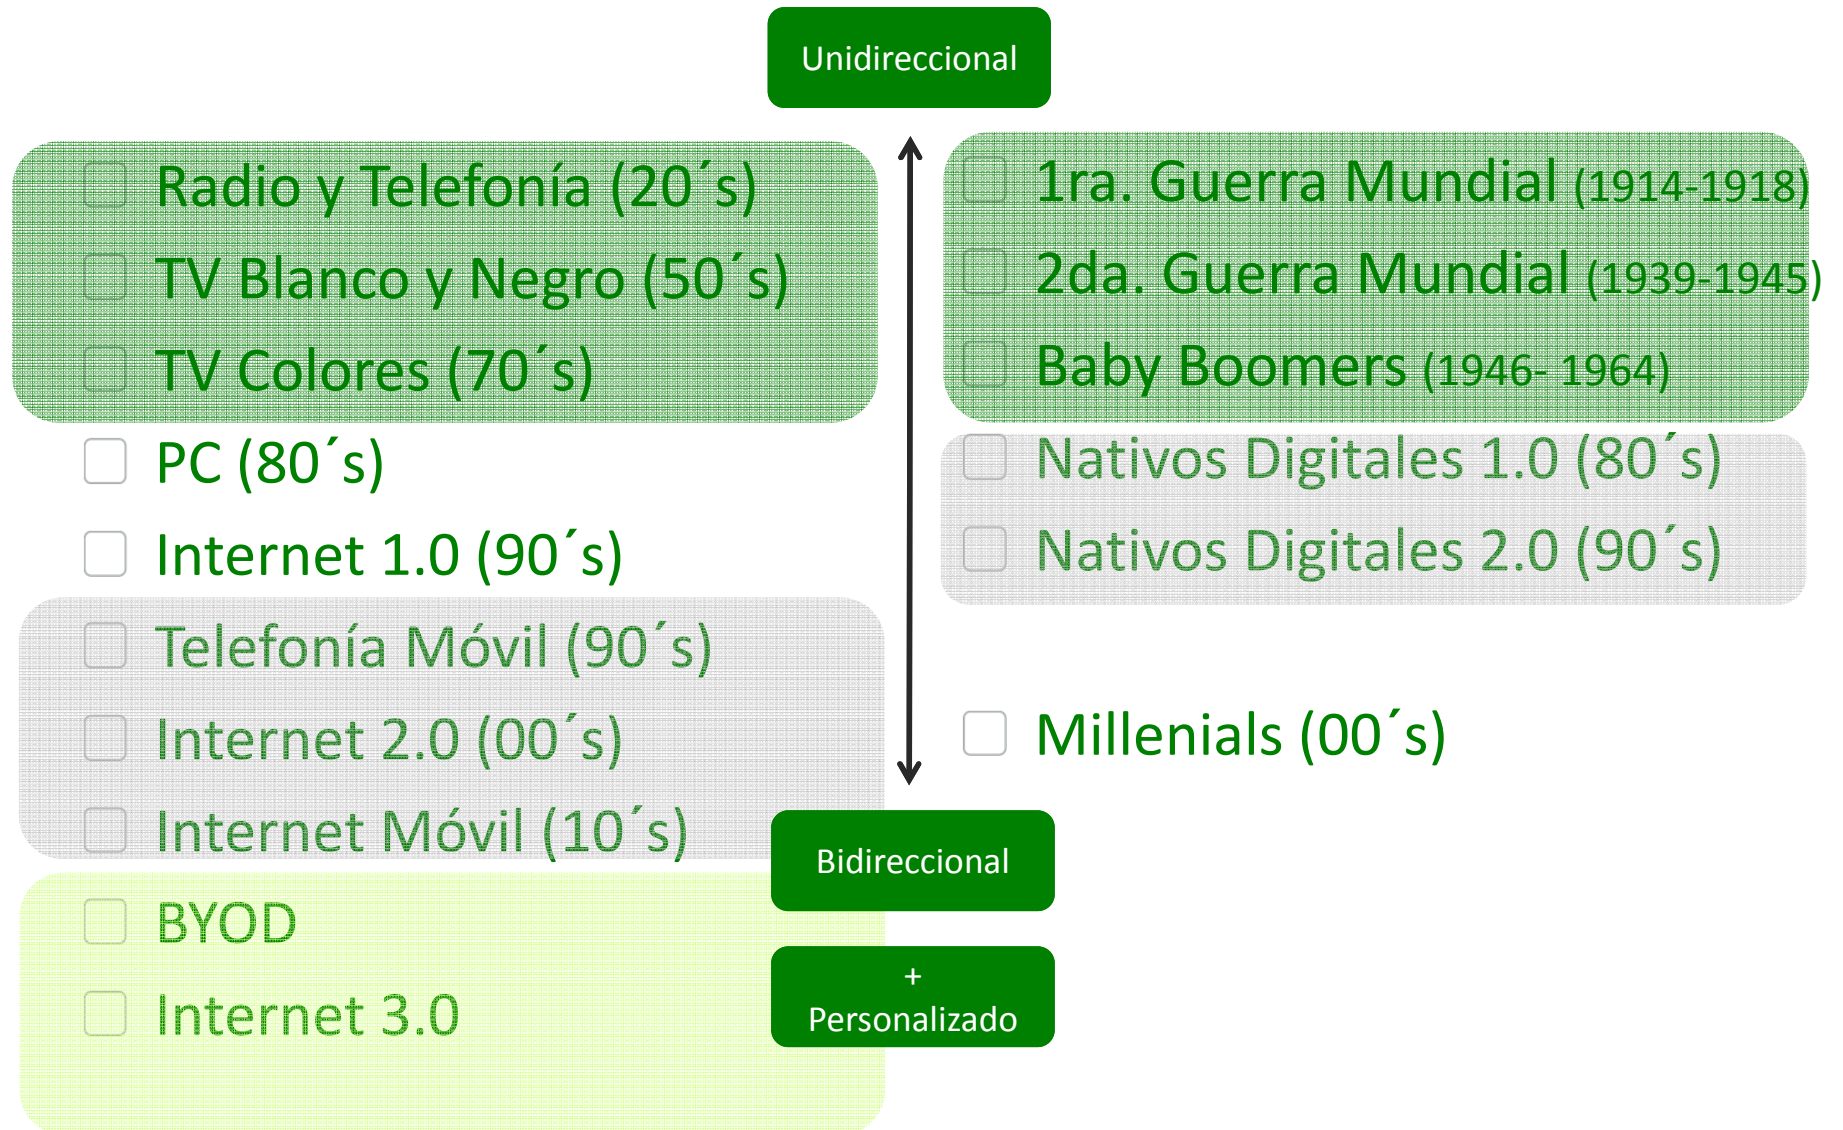 Unidireccional
Radio y Telefonía (20´s)
TV Blanco y Negro (50´s)
TV Colores (70´s)
PC (80´s)
Internet 1.0 (90´s)
Telefonía Móvil (90´s)
Internet 2.0 (00´s)
Internet Móvil (10´s)
BYOD
Internet 3.0
1ra. Guerra Mundial (1914-1918)
2da. Guerra Mundial (1939-1945)
Baby Boomers (1946- 1964)
Nativos Digitales 1.0 (80´s)
Nativos Digitales 2.0 (90´s)
Millenials (00´s)
Bidireccional
+
Personalizado